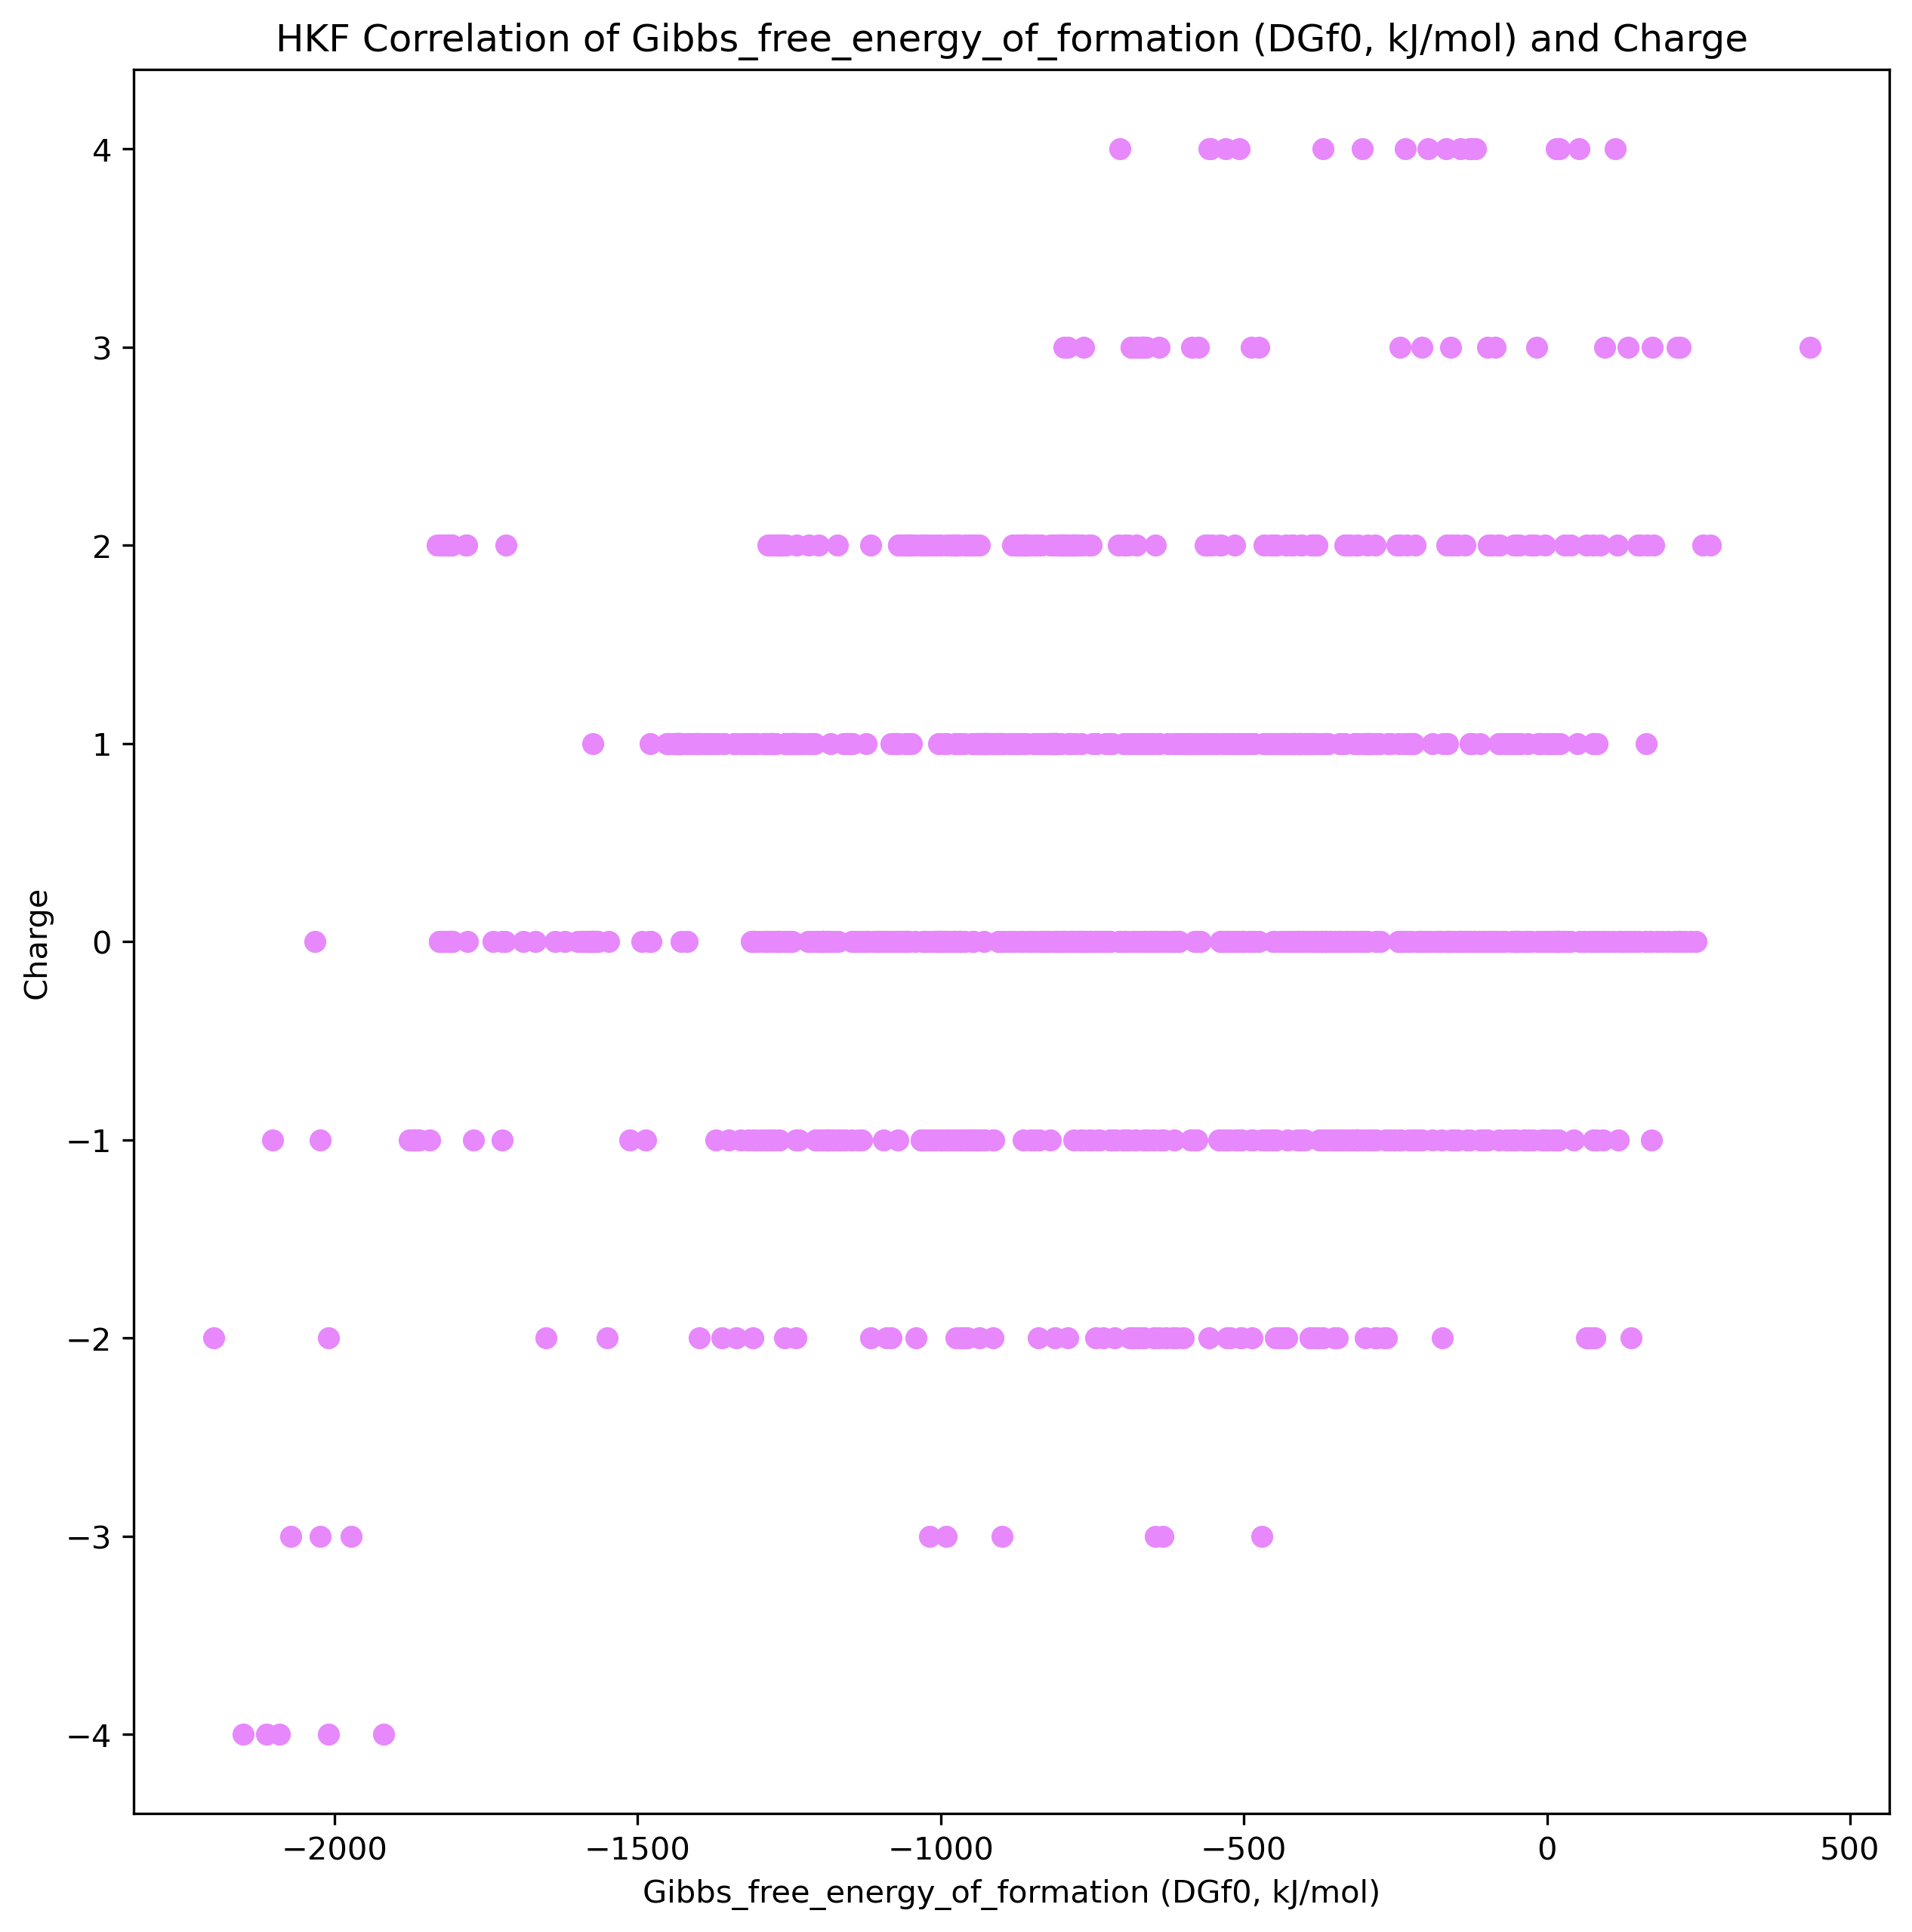 HKF Correlation of Gibbs_free_energy_of_formation (DGf0, kJ/mol) and Charge
Charge
4
3
2
1
0
−1
−2
−3
−4
−2000 −1500 −1000 −500 0 500
Gibbs_free_energy_of_formation (DGf0, kJ/mol)